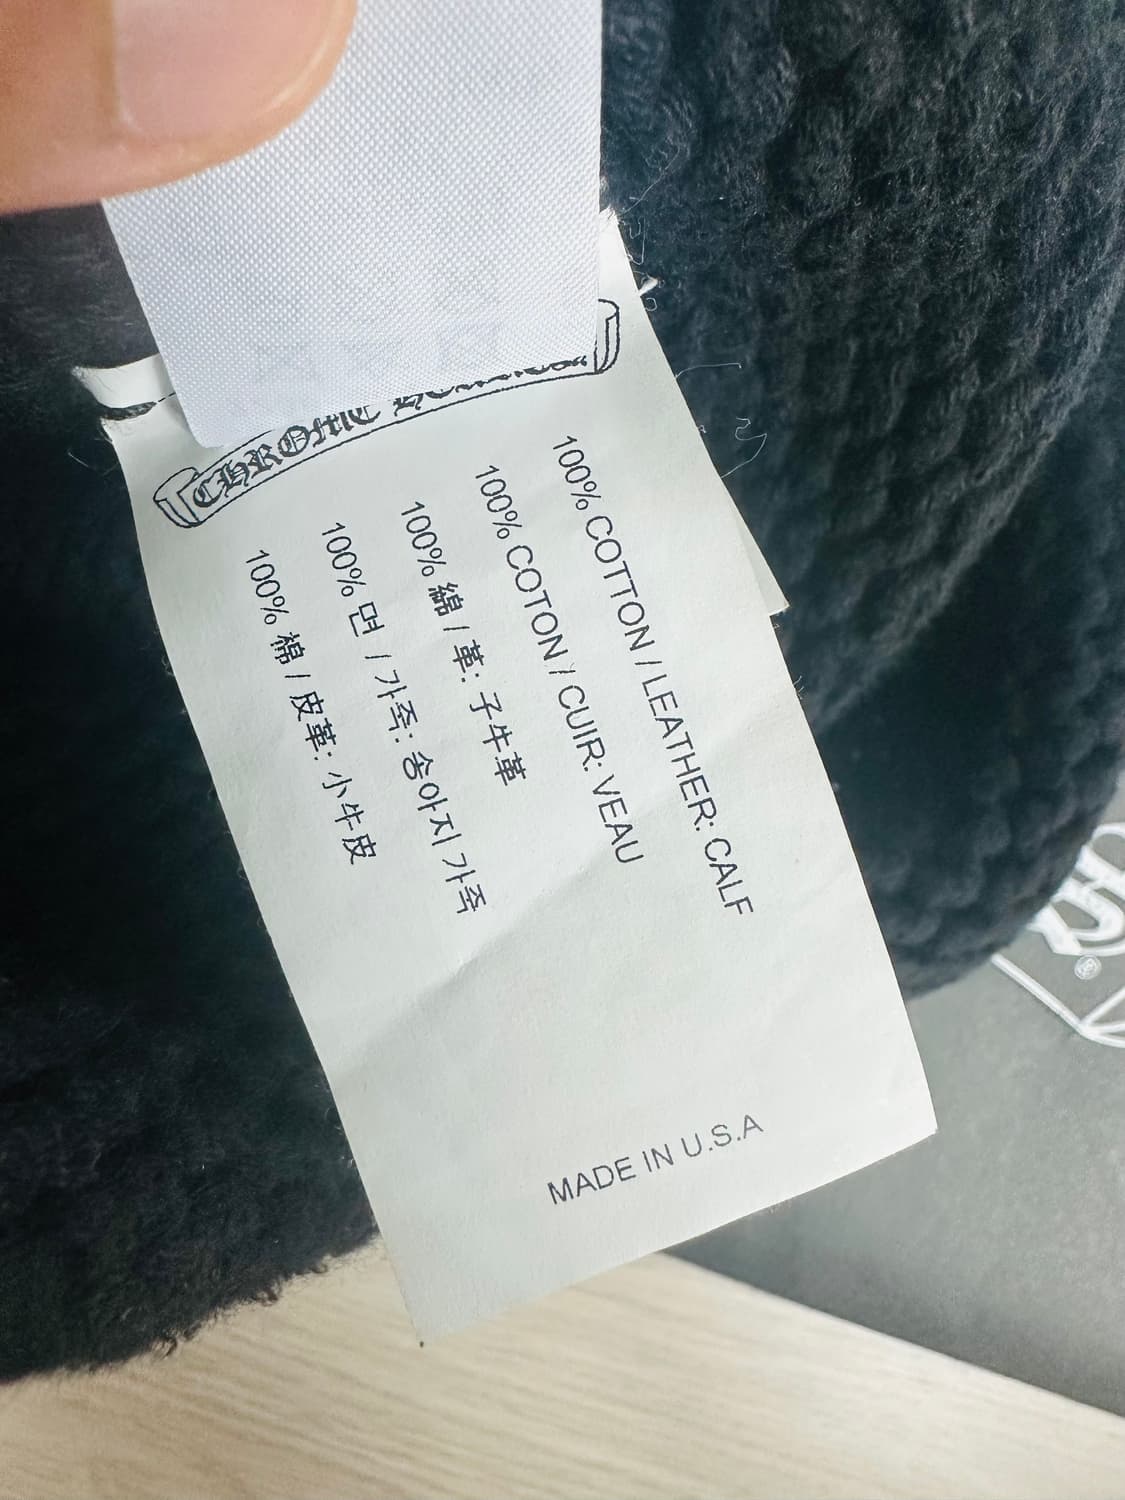 CHROME
100% COTTON / LEATHER: CALF
100% COTON / CUIR: VEAU
100% 綿 / 革: 子牛革
100% 면 / 가죽: 송아지 가죽
100% 棉 / 皮革: 小牛皮
MADE IN U.S.A